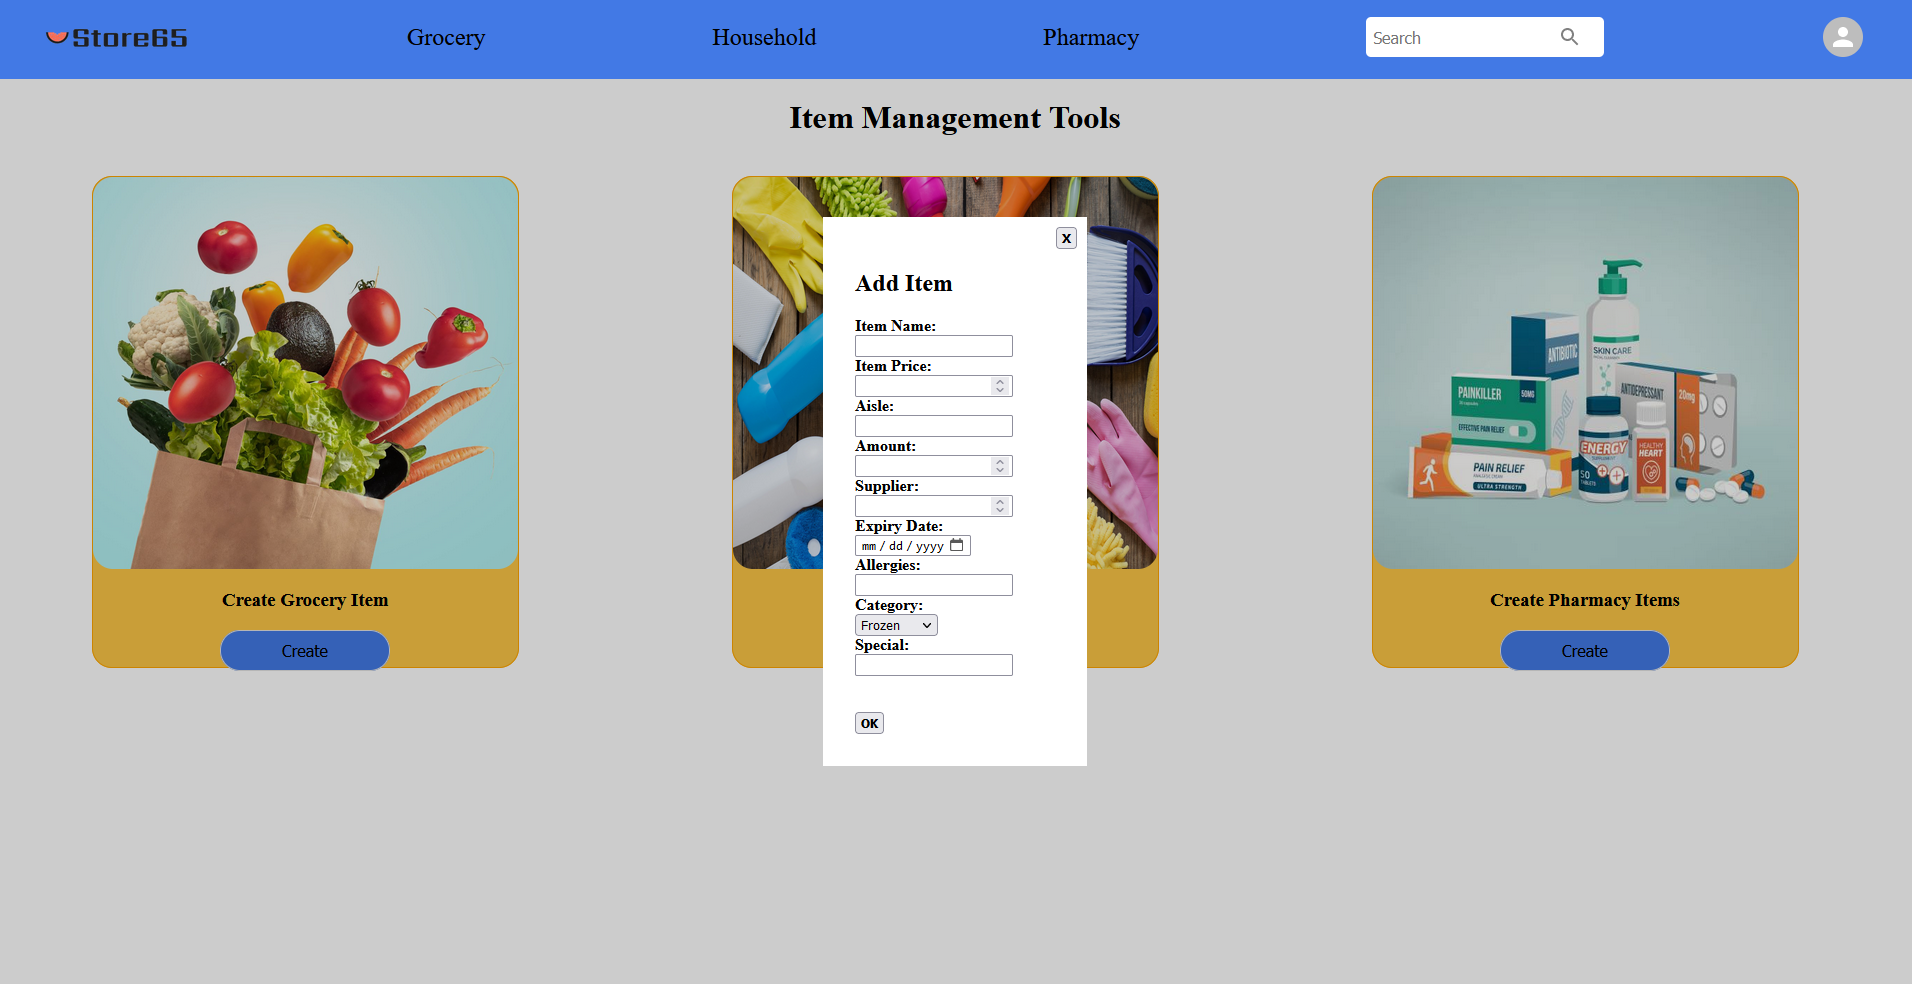 Store65
Grocery
Household
Pharmacy
Search
Item Management Tools
X
Add Item
Item Name:
Item Price:
Aisle:
Amount:
Supplier:
Expiry Date:
mm / dd / yyyy
Allergies:
Category:
Frozen
Special:
OK
Create Grocery Item
Create
ANTIBIOTIC
SKIN CARE
PAINKILLER
50MG
EFFECTIVE PAIN RELIEF
ANTIDEPRESSANT
20mg
ENERGY
50
TABLETS
HEALTHY
HEART
PAIN RELIEF
ULTRA STRENGTH
Create Pharmacy Items
Create